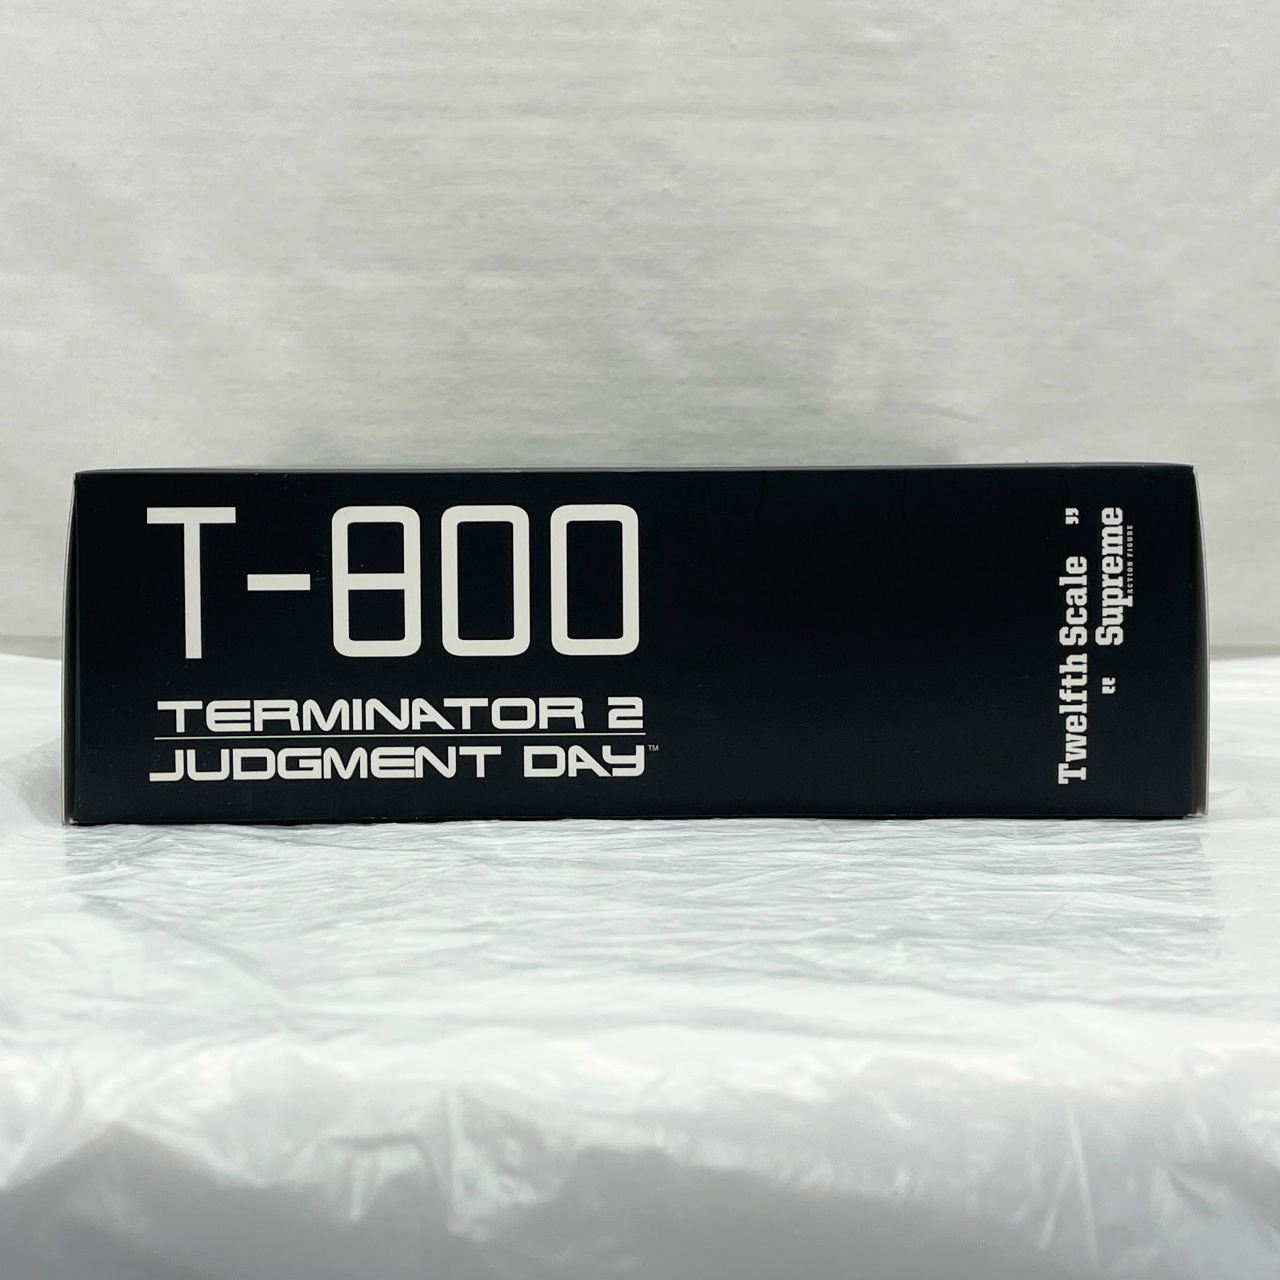 T-800
TERMINATOR 2
JUDGMENT DAY™
Twelfth Scale
" Supreme "
ACTION FIGURE